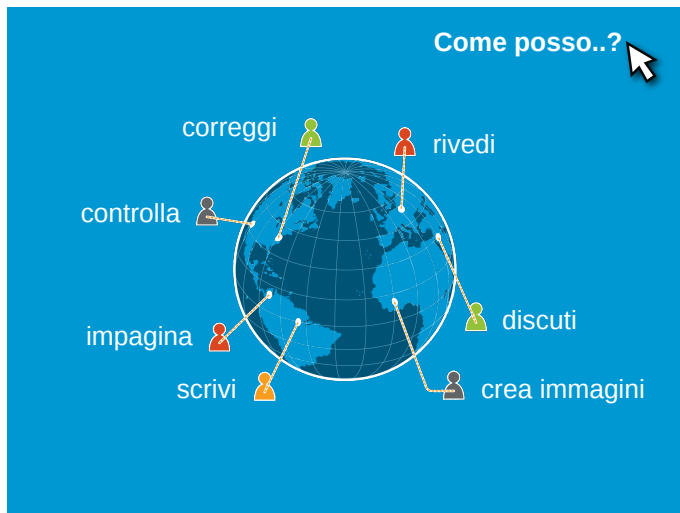 Come posso..?
correggi
rivedi
controlla
discuti
impagina
scrivi
crea immagini